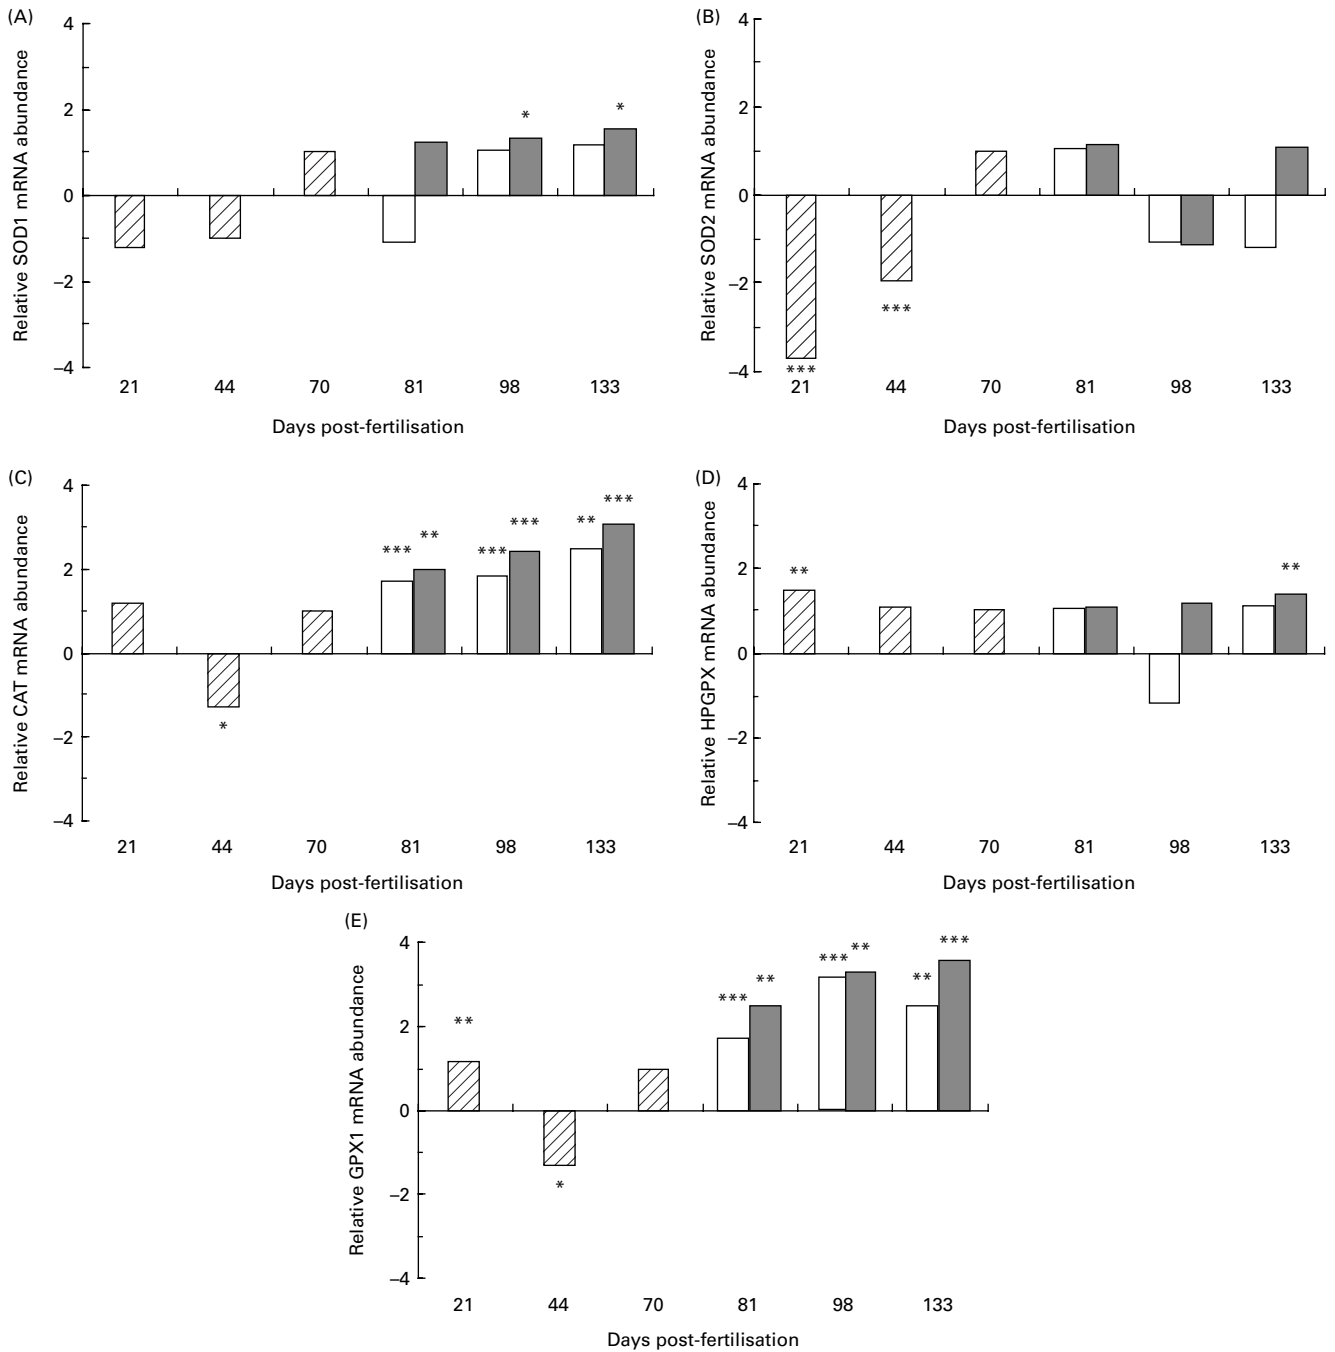 (A)
Relative SOD1 mRNA abundance
4
2
0
–2
–4
*
*
21 44 70 81 98 133
Days post-fertilisation
(B)
Relative SOD2 mRNA abundance
4
2
0
–2
–4
***
***
21 44 70 81 98 133
Days post-fertilisation
(C)
Relative CAT mRNA abundance
4
2
0
–2
–4
*
*** **
*** ***
** ***
21 44 70 81 98 133
Days post-fertilisation
(D)
Relative HPGPX mRNA abundance
4
2
0
–2
–4
**
**
21 44 70 81 98 133
Days post-fertilisation
(E)
Relative GPX1 mRNA abundance
4
2
0
–2
–4
**
*
*** **
*** **
** ***
21 44 70 81 98 133
Days post-fertilisation